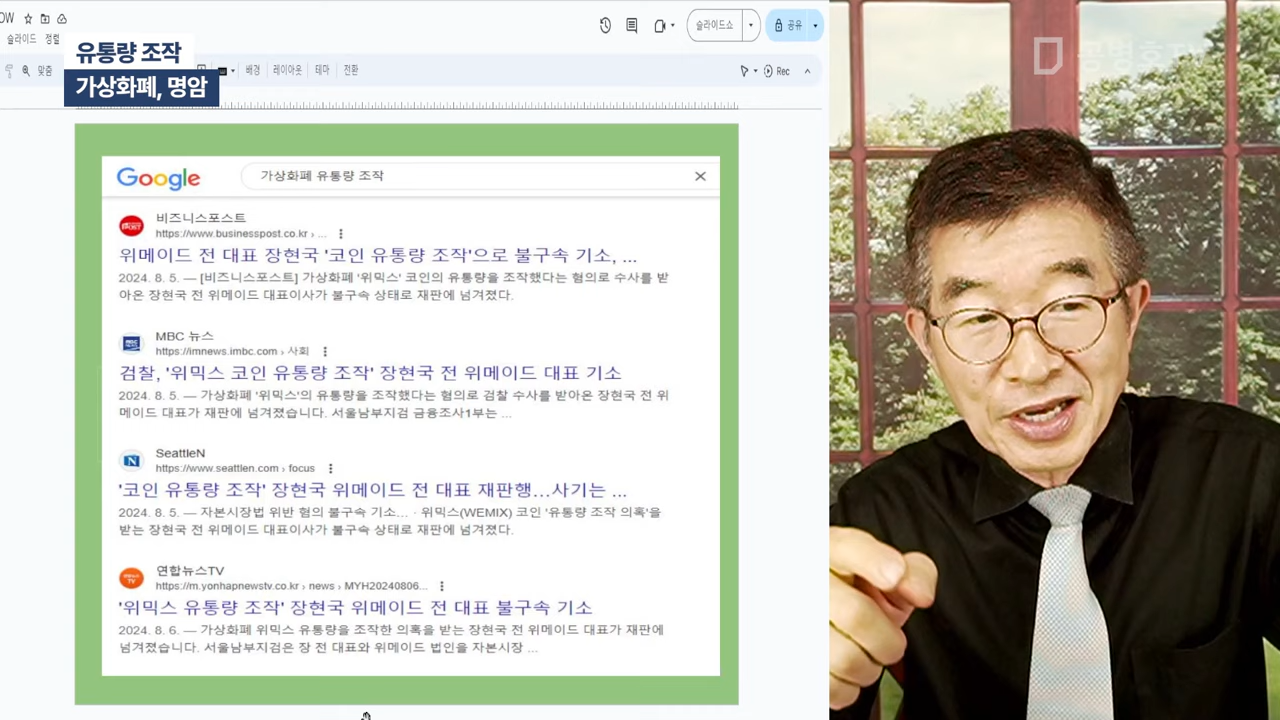 OW
슬라이드 정렬
슬라이드쇼
공유
유통량 조작
가상화폐, 명암
맞춤
배경
레이아웃
테마
전환
Rec
공병호TV
Google
가상화폐 유통량 조작
비즈니스포스트
https://www.businesspost.co.kr › ...
위메이드 전 대표 장현국 '코인 유통량 조작'으로 불구속 기소, ...
2024. 8. 5. — [비즈니스포스트] 가상화폐 '위믹스' 코인의 유통량을 조작했다는 혐의로 수사를 받
아온 장현국 전 위메이드 대표이사가 불구속 상태로 재판에 넘겨졌다.
MBC 뉴스
https://imnews.imbc.com › 사회
검찰, '위믹스 코인 유통량 조작' 장현국 전 위메이드 대표 기소
2024. 8. 5. — 가상화폐 '위믹스'의 유통량을 조작했다는 혐의로 검찰 수사를 받아온 장현국 전 위
메이드 대표가 재판에 넘겨졌습니다. 서울남부지검 금융조사1부는 ...
SeattleN
https://www.seattlen.com › focus
'코인 유통량 조작' 장현국 위메이드 전 대표 재판행…사기는 ...
2024. 8. 5. — 자본시장법 위반 혐의 불구속 기소… · 위믹스(WEMIX) 코인 '유통량 조작 의혹'을
받는 장현국 전 위메이드 대표이사가 불구속 상태로 재판에 넘겨졌다.
연합뉴스TV
https://m.yonhapnewstv.co.kr › news › MYH20240806...
'위믹스 유통량 조작' 장현국 위메이드 전 대표 불구속 기소
2024. 8. 6. — 가상화폐 위믹스 유통량을 조작한 의혹을 받는 장현국 전 위메이드 대표가 재판에
넘겨졌습니다. 서울남부지검은 장 전 대표와 위메이드 법인을 자본시장 ...